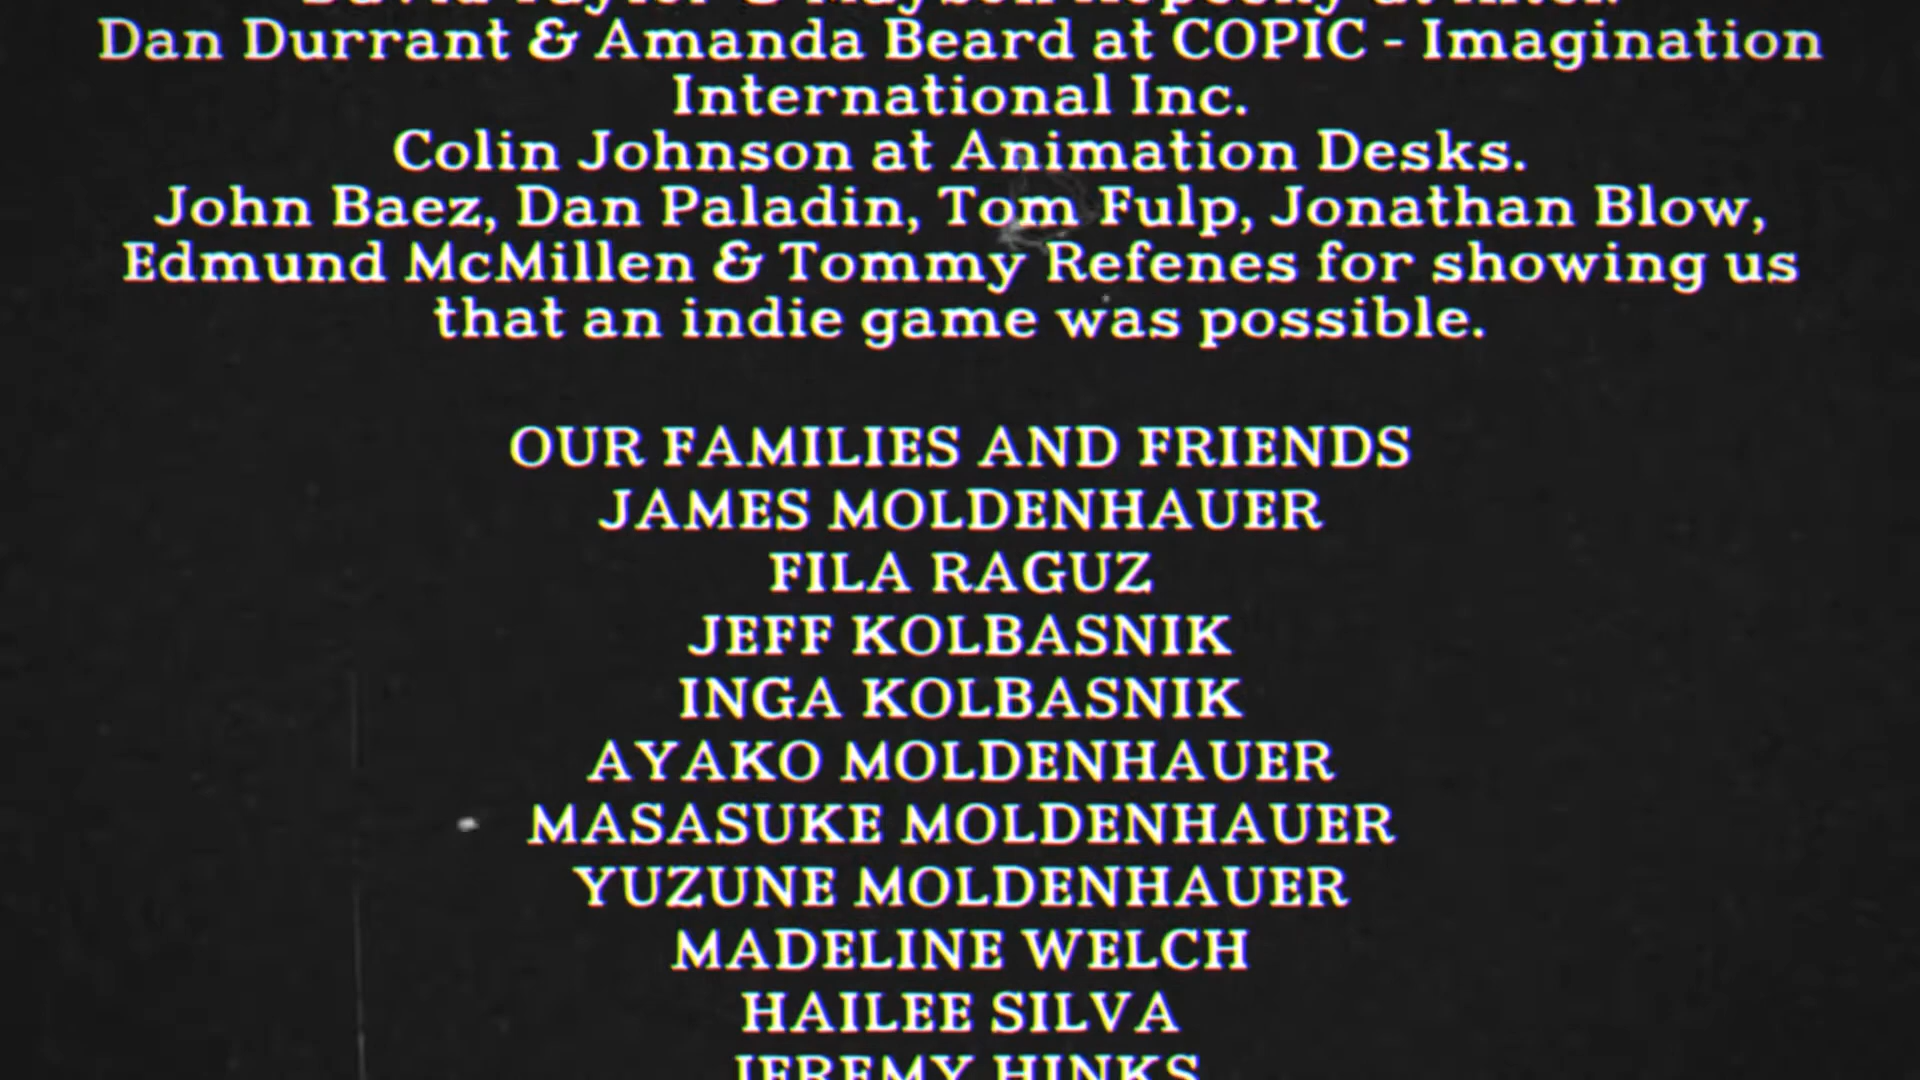 Dan Durrant & Amanda Beard at COPIC - Imagination
International Inc.
Colin Johnson at Animation Desks.
John Baez, Dan Paladin, Tom Fulp, Jonathan Blow,
Edmund McMillen & Tommy Refenes for showing us
that an indie game was possible.
OUR FAMILIES AND FRIENDS
JAMES MOLDENHAUER
FILA RAGUZ
JEFF KOLBASNIK
INGA KOLBASNIK
AYAKO MOLDENHAUER
MASASUKE MOLDENHAUER
YUZUNE MOLDENHAUER
MADELINE WELCH
HAILEE SILVA
JEREMY HINKS